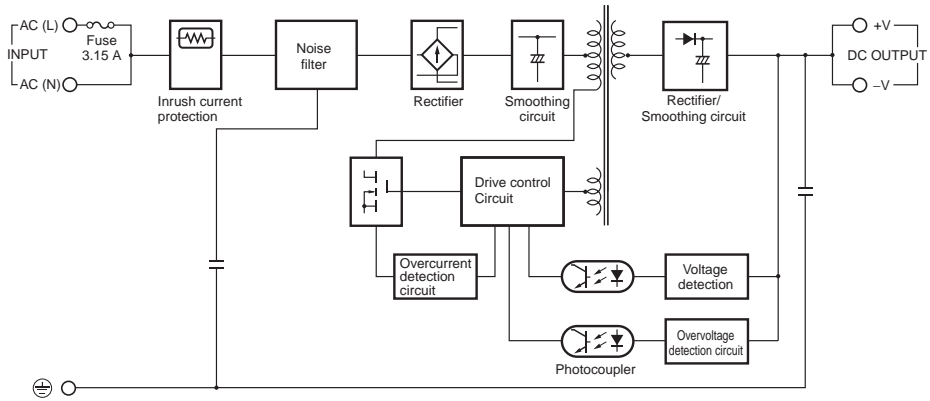 AC (L)
Fuse
3.15 A
INPUT
AC (N)
Inrush current
protection
Noise
filter
Rectifier
Smoothing
circuit
Rectifier/
Smoothing circuit
+V
DC OUTPUT
–V
Drive control
Circuit
Overcurrent
detection
circuit
Voltage
detection
Overvoltage
detection circuit
Photocoupler